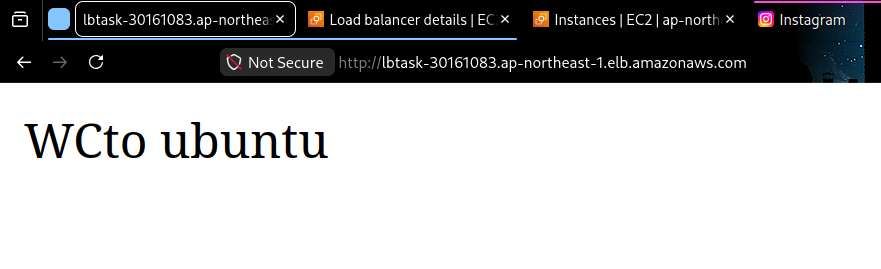 lbtask-30161083.ap-northeas
Load balancer details | EC
Instances | EC2 | ap-north
Instagram
Not Secure
http://lbtask-30161083.ap-northeast-1.elb.amazonaws.com
WCto ubuntu